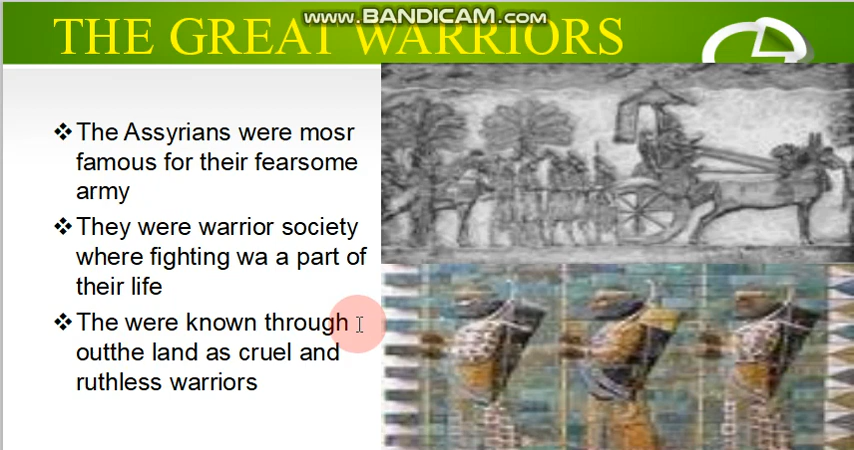 www.BANDICAM.com
THE GREAT WARRIORS
❖The Assyrians were mosr
famous for their fearsome
army
❖They were warrior society
where fighting wa a part of
their life
❖The were known through
outthe land as cruel and
ruthless warriors